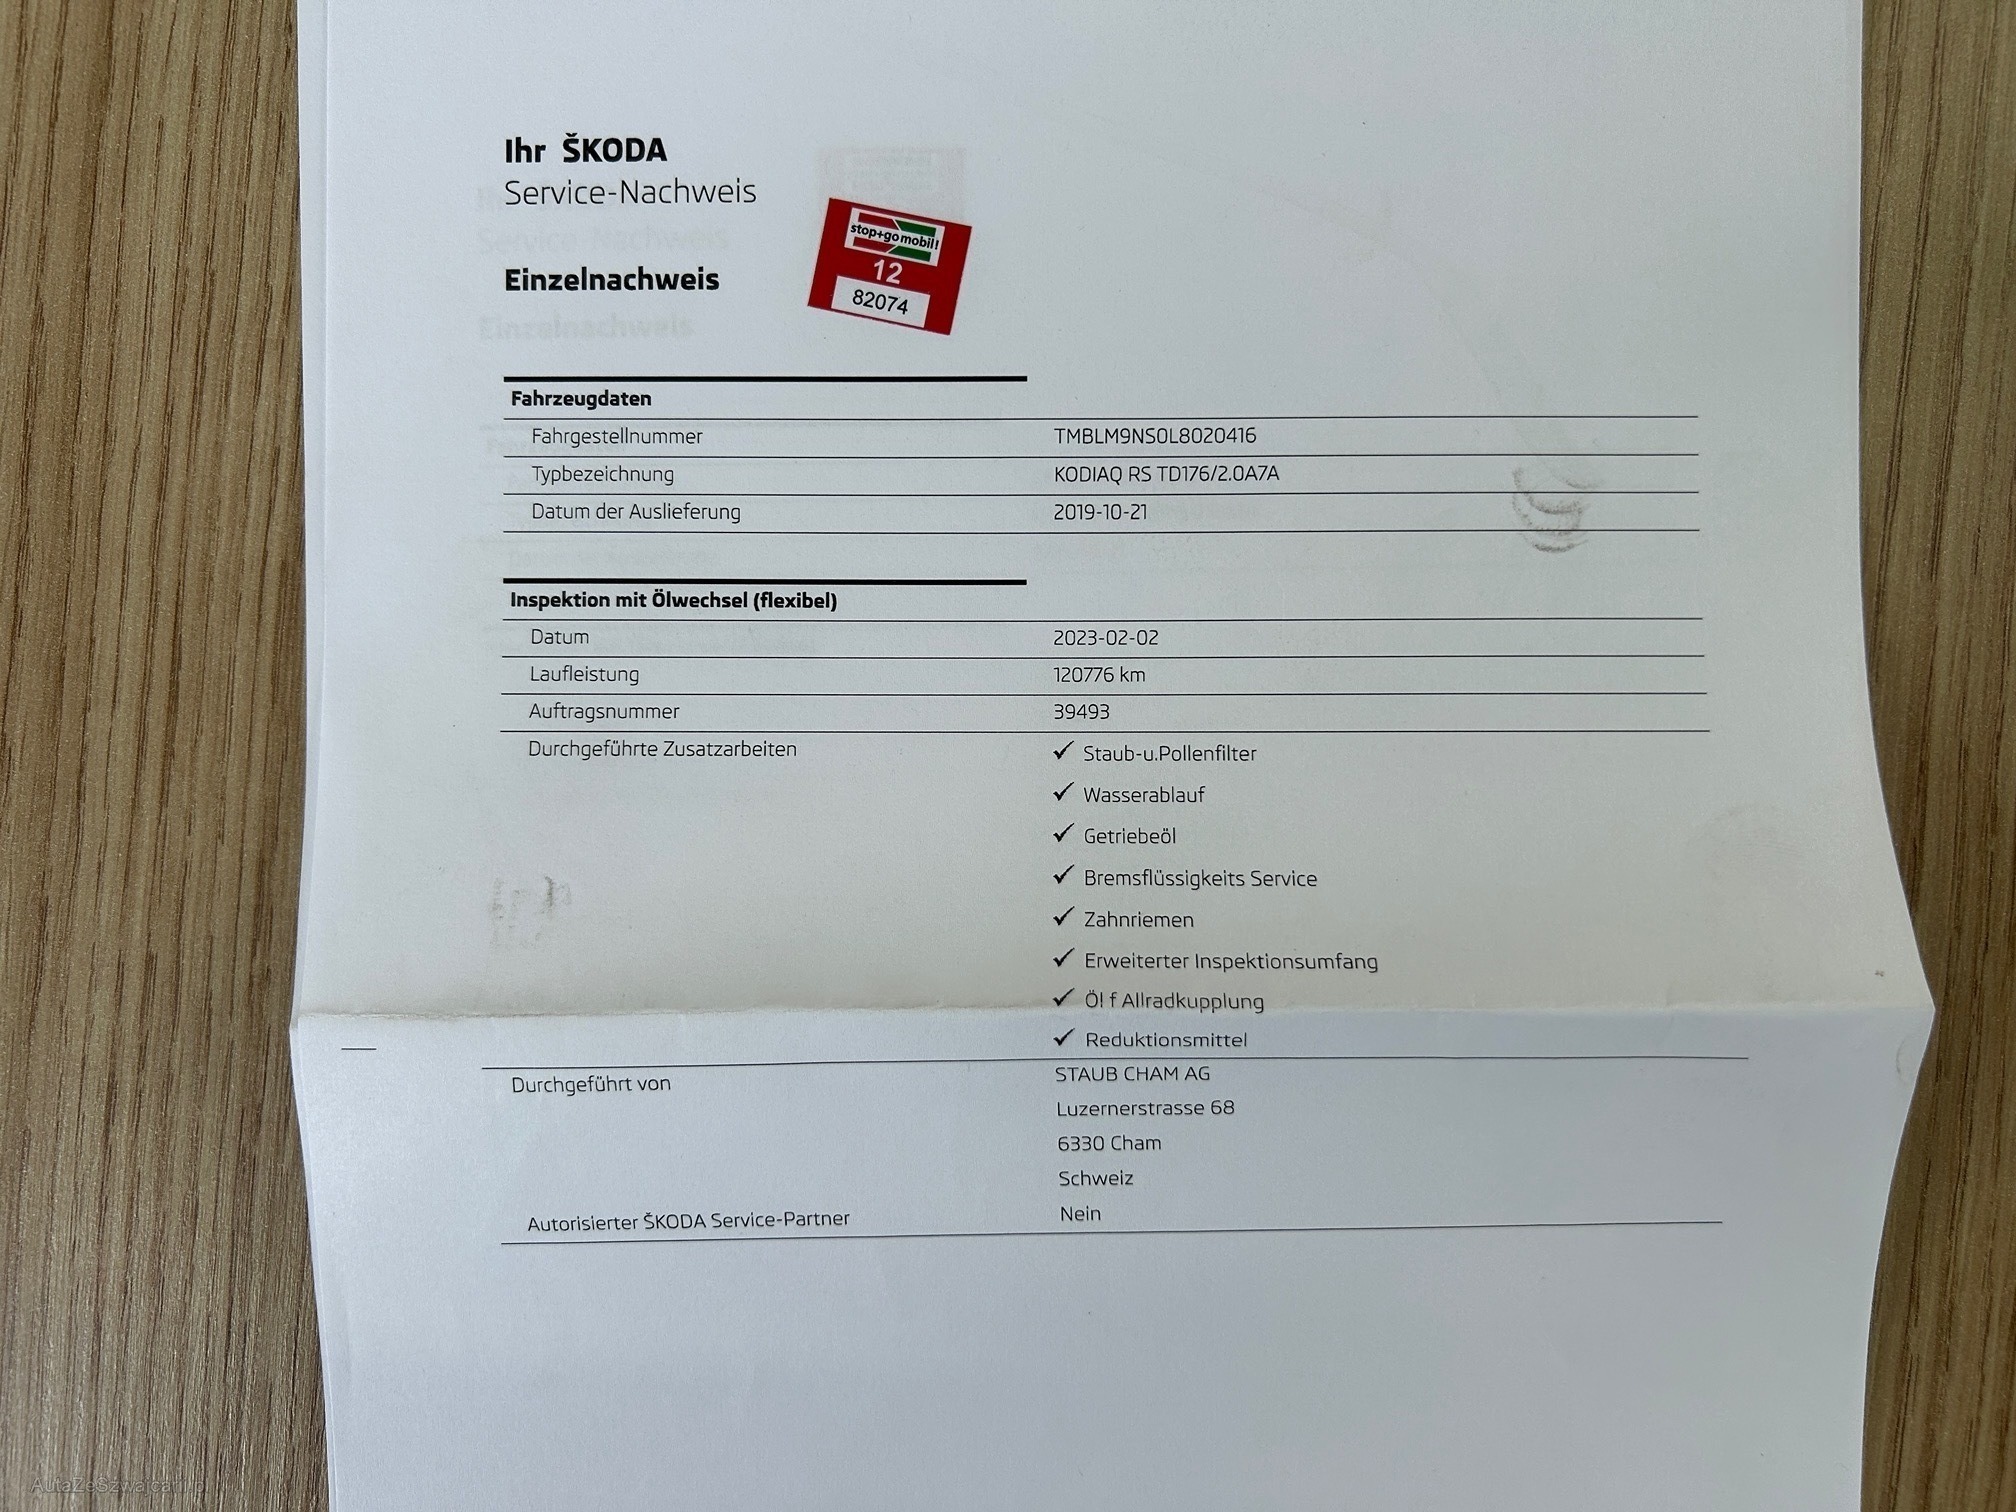 Ihr ŠKODA
Service-Nachweis
Einzelnachweis
stop+go mobil!
12
82074
Fahrzeugdaten
Fahrgestellnummer TMBLM9NS0L8020416
Typbezeichnung KODIAQ RS TD176/2.0A7A
Datum der Auslieferung 2019-10-21
Inspektion mit Ölwechsel (flexibel)
Datum 2023-02-02
Laufleistung 120776 km
Auftragsnummer 39493
Durchgeführte Zusatzarbeiten ✓ Staub-u.Pollenfilter
✓ Wasserablauf
✓ Getriebeöl
✓ Bremsflüssigkeits Service
✓ Zahnriemen
✓ Erweiterter Inspektionsumfang
✓ Öl f Allradkupplung
✓ Reduktionsmittel
Durchgeführt von STAUB CHAM AG
Luzernerstrasse 68
6330 Cham
Schweiz
Autorisierter ŠKODA Service-Partner Nein
AutaZeSzwajcarii.pl